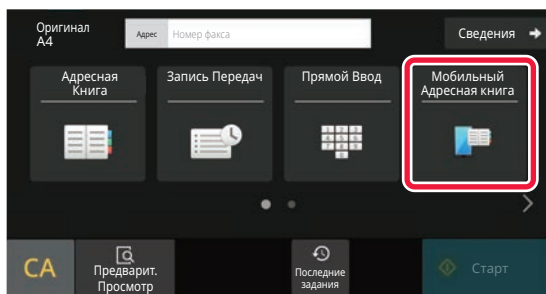 Оригинал
A4
Адрес
Номер факса
Сведения
Адресная
Книга
Запись Передач
Прямой Ввод
Мобильный
Адресная книга
CA
Предварит.
Просмотр
Последние
задания
Старт